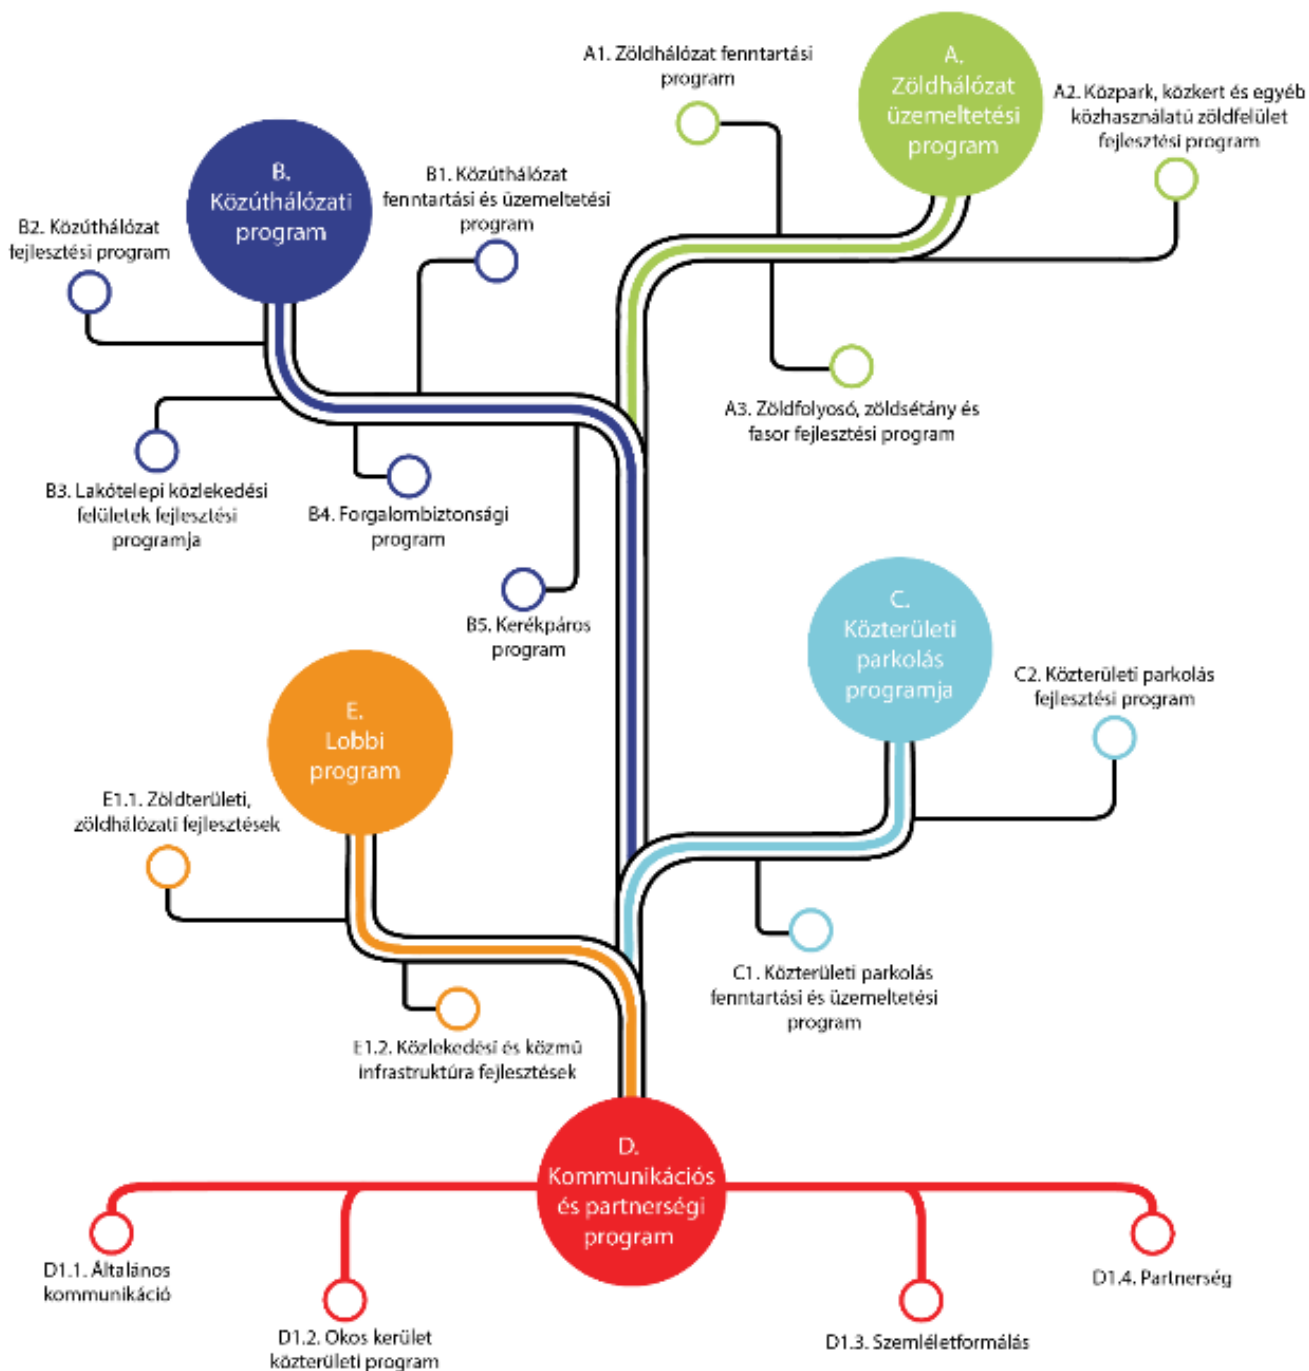 A1. Zöldhálózat fenntartási
program
A.
Zöldhálózat
üzemeltetési
program
A2. Közpark, közkert és egyéb
közhasználatú zöldfelület
fejlesztési program
B.
Közúthálózati
program
B1. Közúthálózat
fenntartási és üzemeltetési
program
B2. Közúthálózat
fejlesztési program
A3. Zöldfolyosó, zöldsétány és
fasor fejlesztési program
B3. Lakótelepi közlekedési
felületek fejlesztési
programja
B4. Forgalombiztonsági
program
B5. Kerékpáros
program
C.
Közterületi
parkolás
programja
C2. Közterületi parkolás
fejlesztési program
E.
Lobbi
program
E1.1. Zöldterületi,
zöldhálózati fejlesztések
C1. Közterületi parkolás
fenntartási és üzemeltetési
program
E1.2. Közlekedési és közmű
infrastruktúra fejlesztések
D.
Kommunikációs
és partnerségi
program
D1.1. Általános
kommunikáció
D1.2. Okos kerület
közterületi program
D1.3. Szemléletformálás
D1.4. Partnerség